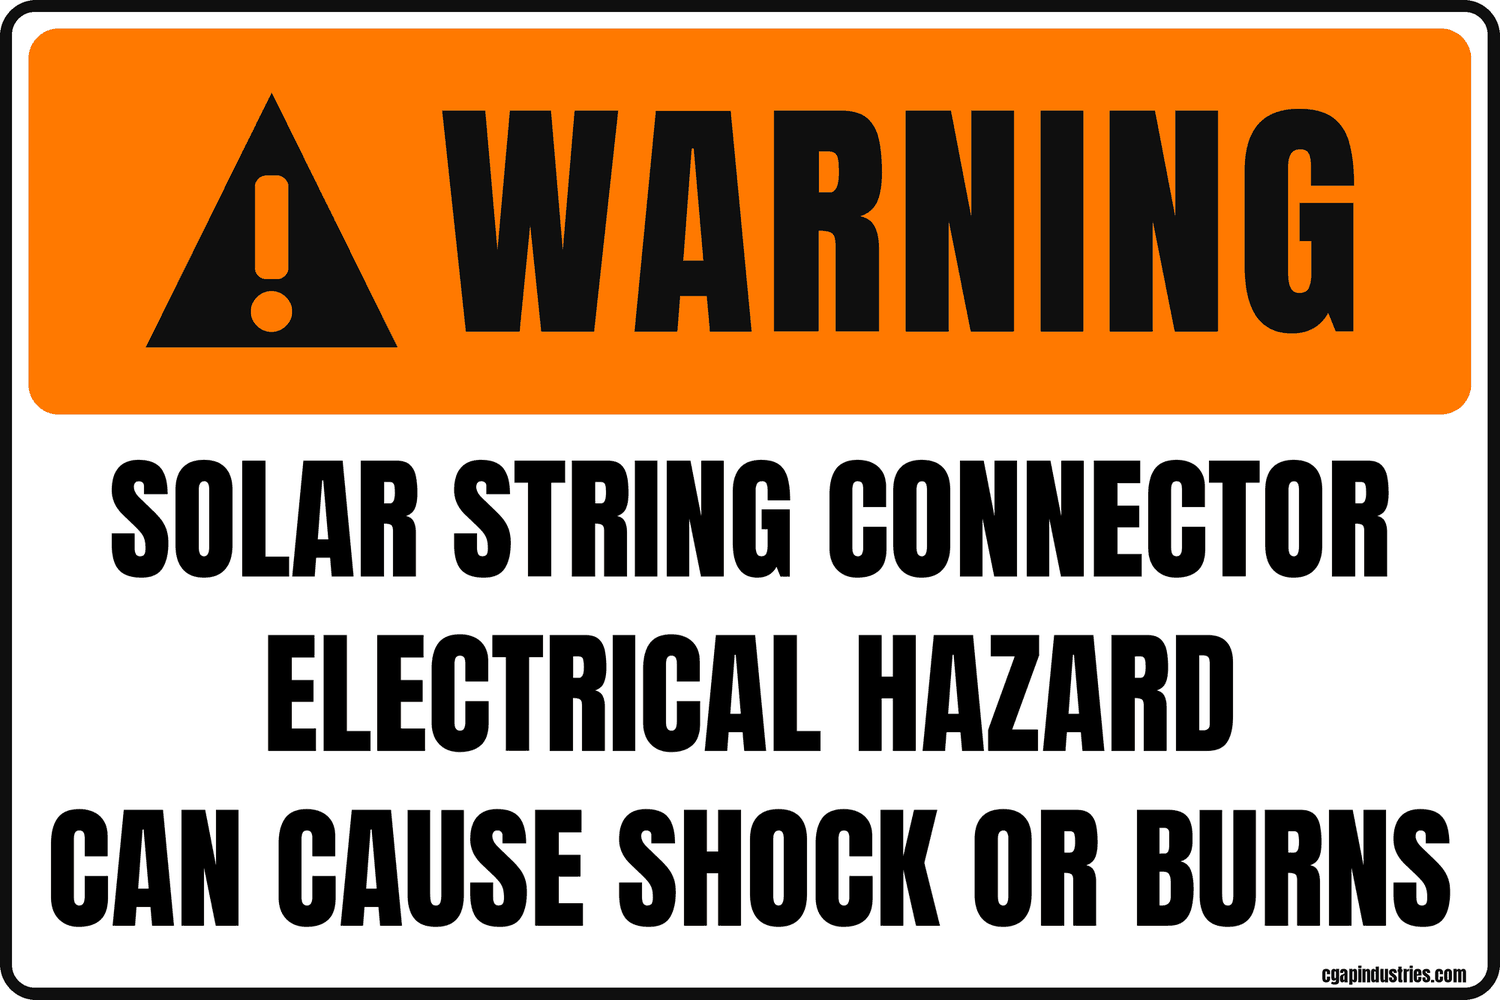 WARNING
SOLAR STRING CONNECTOR
ELECTRICAL HAZARD
CAN CAUSE SHOCK OR BURNS
cgapindustries.com